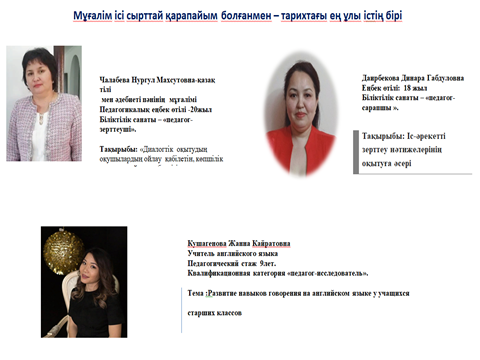 Мұғалім ісі сырттай қарапайым болғанмен – тарихтағы ең ұлы істің бірі
Чалабева Нургул Махсутовна-қазақ
тілі
мен әдебиеті пәнінің мұғалімі
Педагогикалық еңбек өтілі -20жыл
Біліктілік санаты – «педагог-
зерттеуші».
Тақырыбы: «Диалогтік оқытудың
оқушылардың ойлау қабілетін, көпшілік
Даирбекова Динара Габдуловна
Еңбек өтілі: 18 жыл
Біліктілік санаты – «педагог-
сарапшы ».
Тақырыбы: Іс-әрекетті
зерттеу нәтижелерінің
оқытуға әсері
Кушагенова Жанна Кайратовна
Учитель английского языка
Педагогический стаж 9лет.
Квалификационная категория «педагог-исследователь».
Тема :Развитие навыков говорения на английском языке у учащихся
старших классов